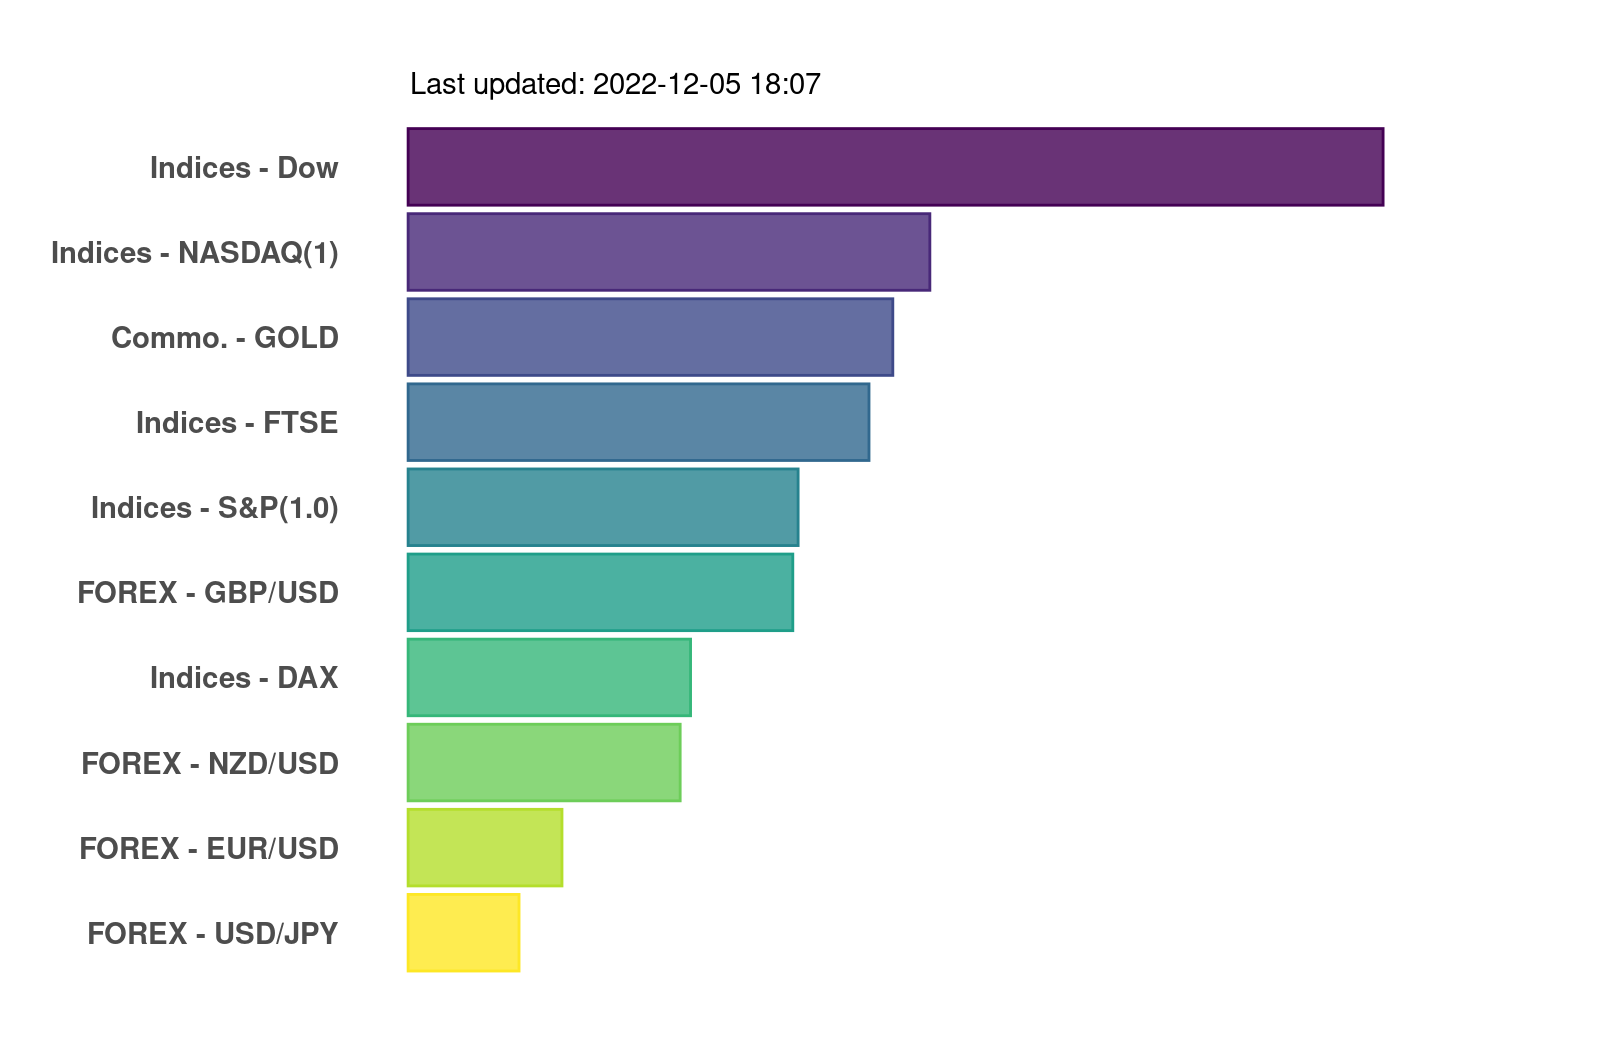 Last updated: 2022-12-05 18:07
Indices - Dow
Indices - NASDAQ(1)
Commo. - GOLD
Indices - FTSE
Indices - S&P(1.0)
FOREX - GBP/USD
Indices - DAX
FOREX - NZD/USD
FOREX - EUR/USD
FOREX - USD/JPY